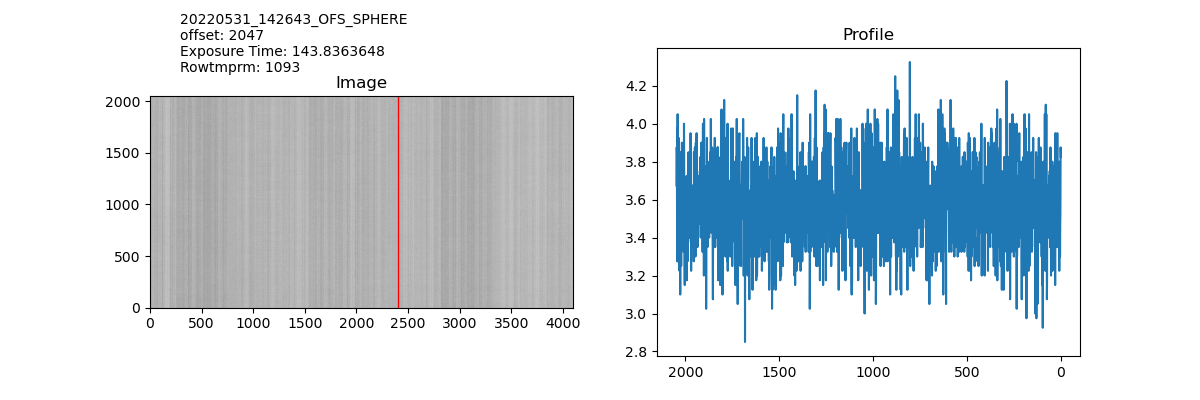 20220531_142643_OFS_SPHERE
offset: 2047
Exposure Time: 143.8363648
Rowtmprm: 1093
Image
2000
1500
1000
500
0
0 500 1000 1500 2000 2500 3000 3500 4000
Profile
4.2
4.0
3.8
3.6
3.4
3.2
3.0
2.8
2000 1500 1000 500 0